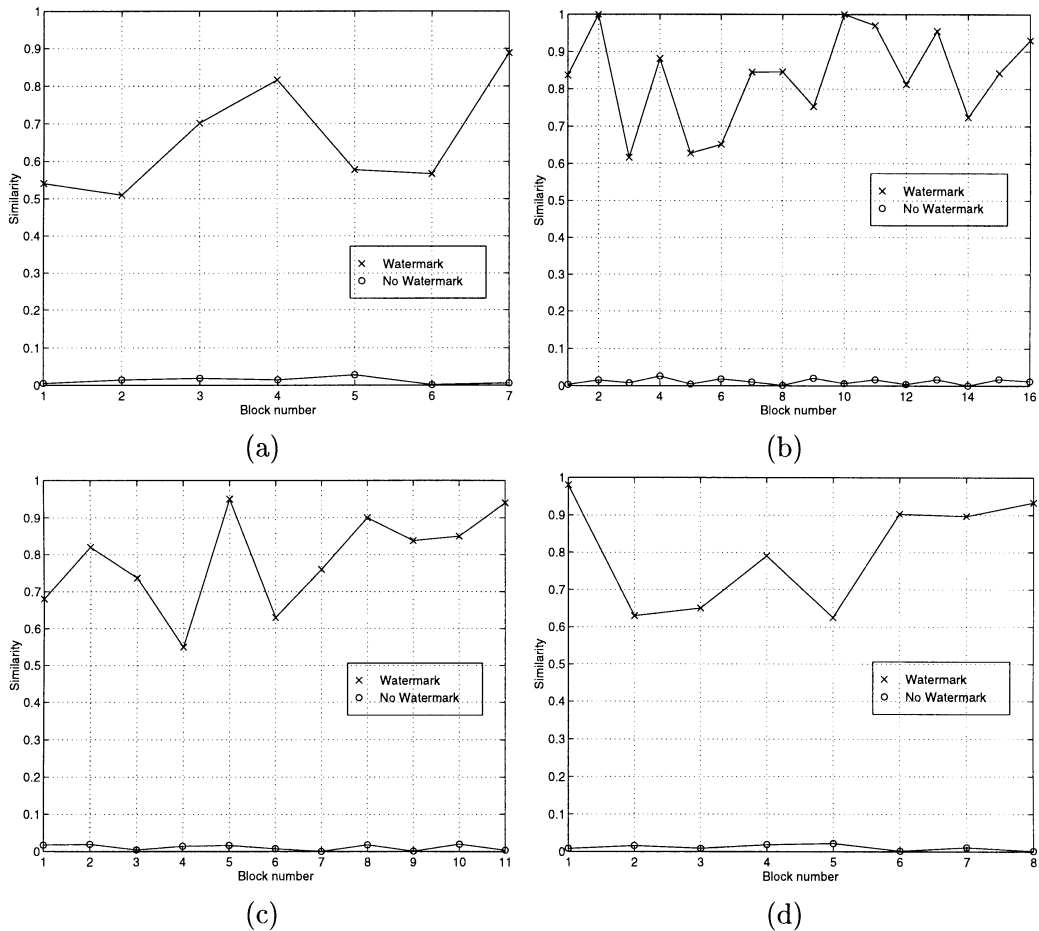 1
0.9
0.8
0.7
0.6
0.5
0.4
0.3
0.2
0.1
0
Similarity
Watermark
No Watermark
1 2 3 4 5 6 7
Block number
(a)
1
0.9
0.8
0.7
0.6
0.5
0.4
0.3
0.2
0.1
0
Similarity
Watermark
No Watermark
2 4 6 8 10 12 14 16
Block number
(b)
1
0.9
0.8
0.7
0.6
0.5
0.4
0.3
0.2
0.1
0
Similarity
Watermark
No Watermark
1 2 3 4 5 6 7 8 9 10 11
Block number
(c)
1
0.9
0.8
0.7
0.6
0.5
0.4
0.3
0.2
0.1
0
Similarity
Watermark
No Watermark
1 2 3 4 5 6 7 8
Block number
(d)